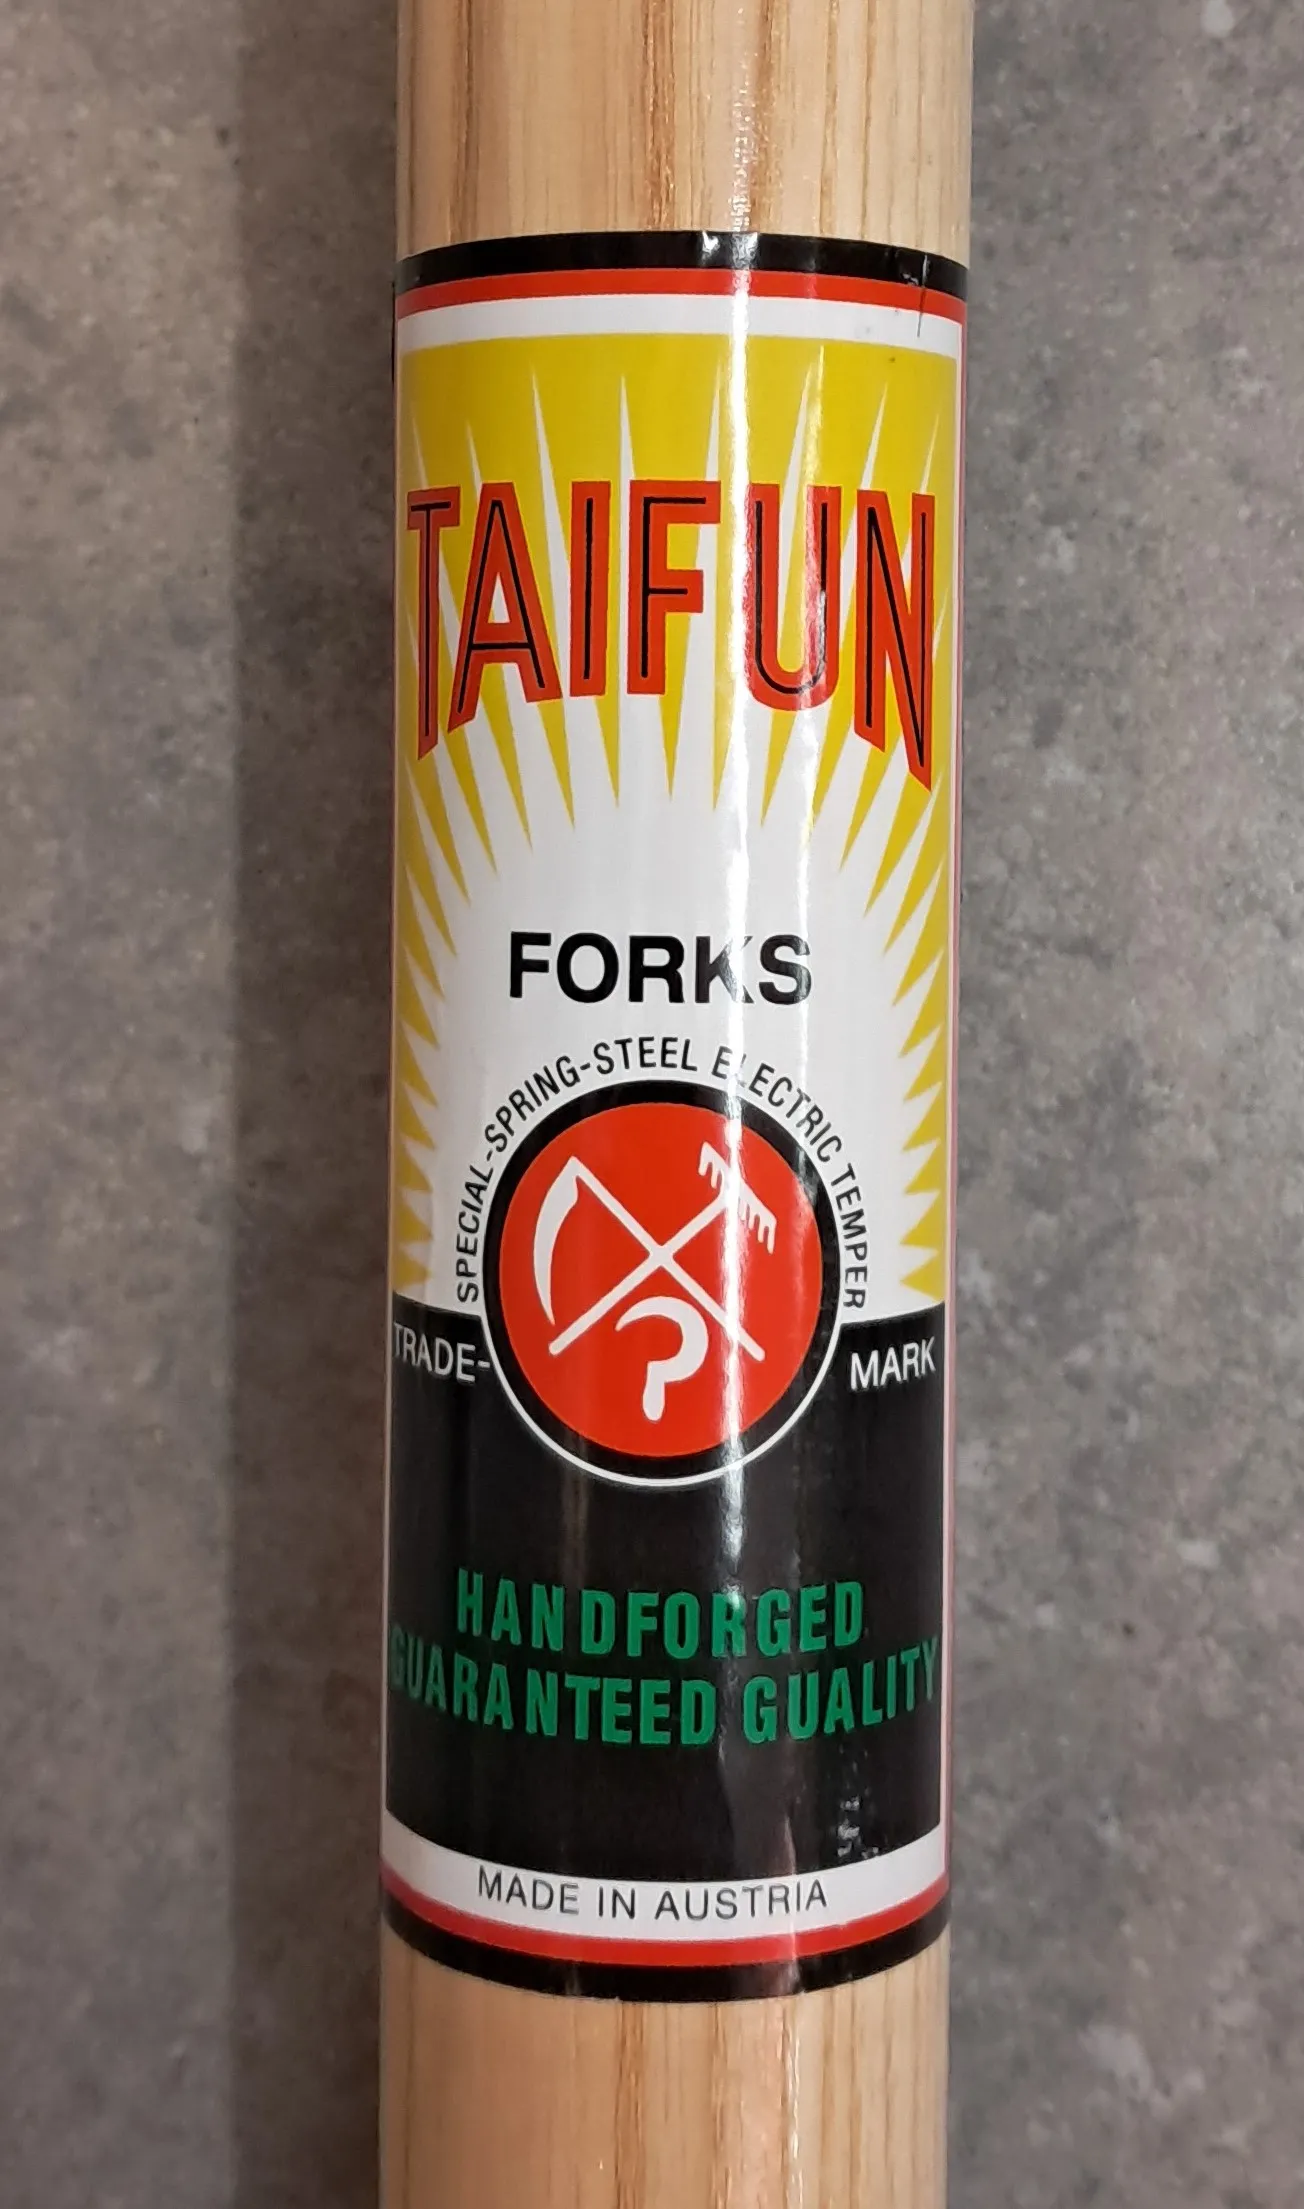 TAIFUN
FORKS
SPECIAL-SPRING-STEEL ELECTRIC TEMPER
TRADE- MARK
HANDFORGED
GUARANTEED GUALITY
MADE IN AUSTRIA